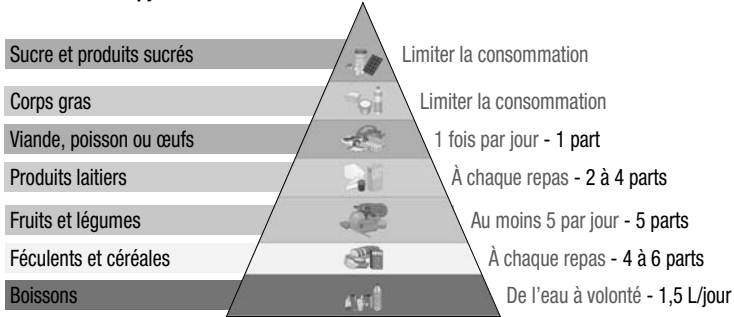 Sucre et produits sucrés Limiter la consommation
Corps gras Limiter la consommation
Viande, poisson ou œufs 1 fois par jour - 1 part
Produits laitiers À chaque repas - 2 à 4 parts
Fruits et légumes Au moins 5 par jour - 5 parts
Féculents et céréales À chaque repas - 4 à 6 parts
Boissons De l'eau à volonté - 1,5 L/jour